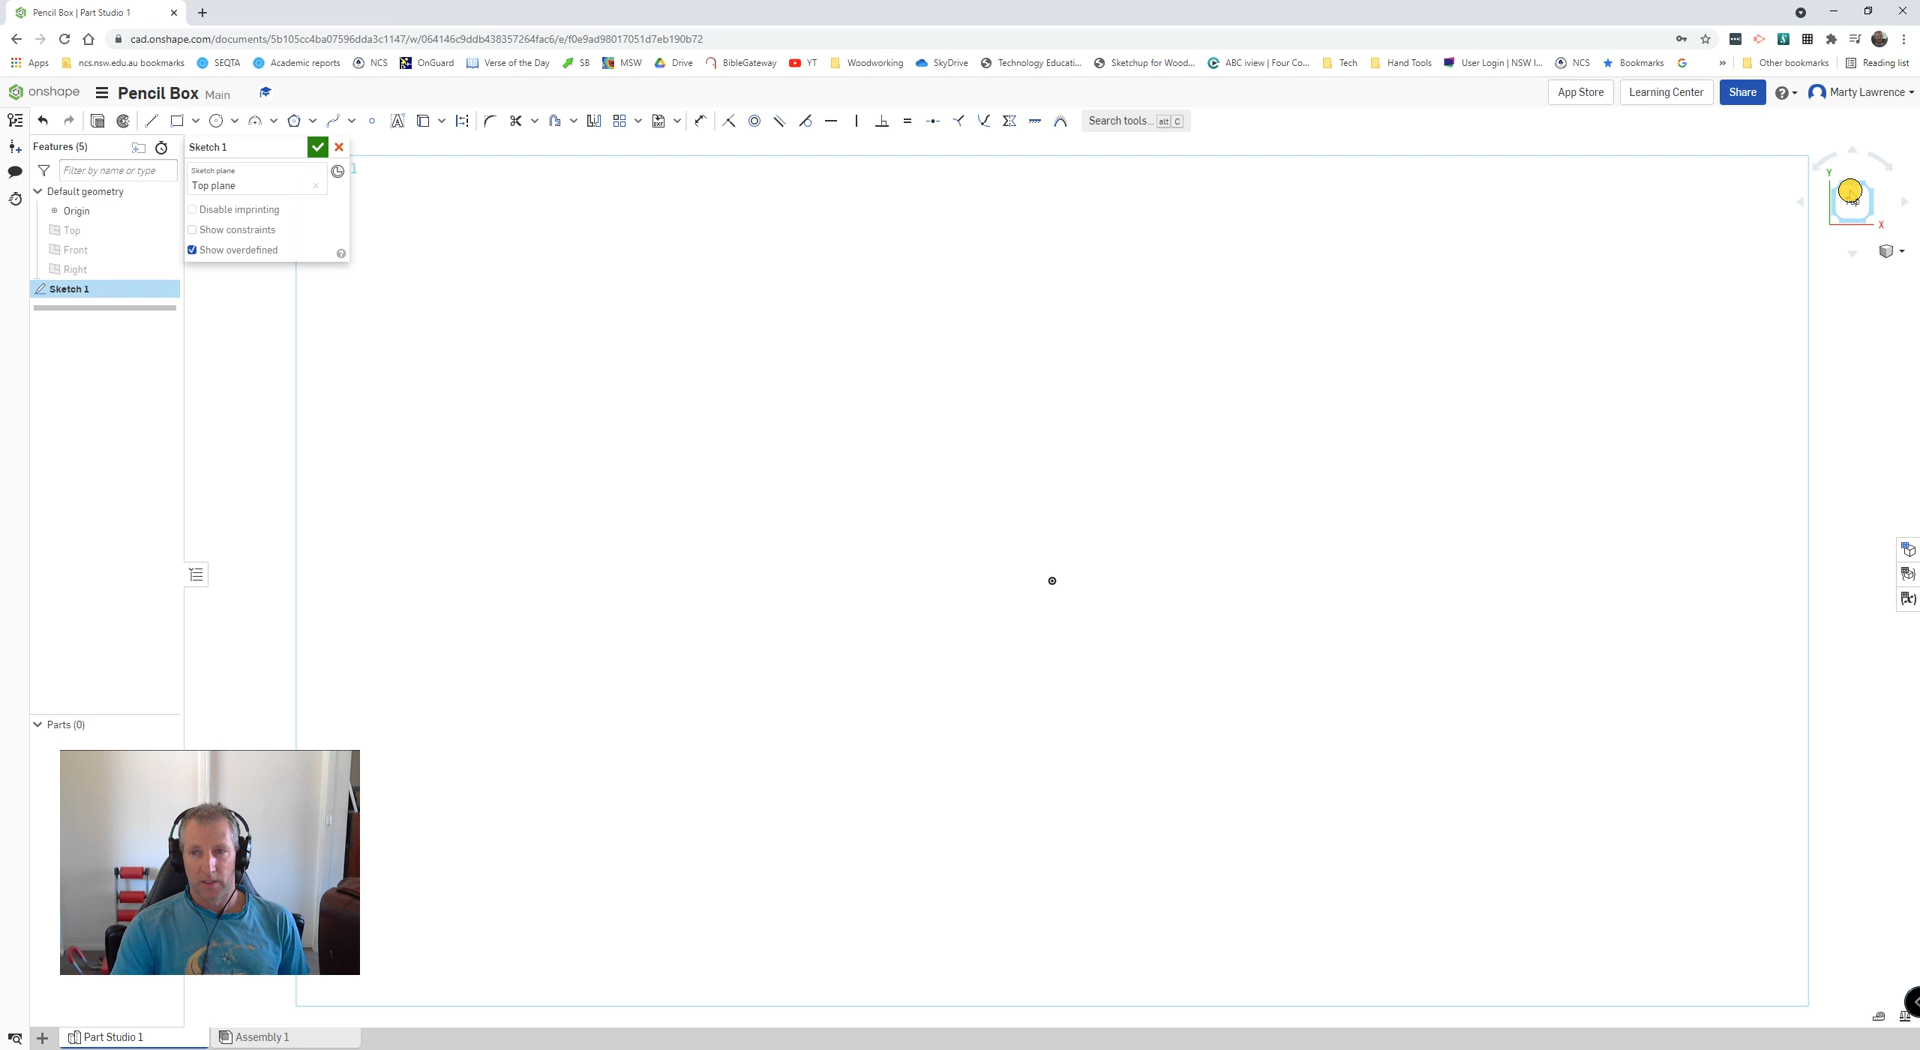 Pencil Box | Part Studio 1
cad.onshape.com/documents/5b105cc4ba07596dda3c1147/w/064146c9ddb438357264fac6/e/f0e9ad98017051d7eb190b72
Apps ncs.nsw.edu.au bookmarks SEQTA Academic reports NCS OnGuard Verse of the Day SB MSW Drive BibleGateway YT Woodworking SkyDrive Technology Educati... Sketchup for Wood... ABC iview | Four Co... Tech Hand Tools User Login | NSW I... NCS Bookmarks » Other bookmarks Reading list
onshape Pencil Box Main App Store Learning Center Share Marty Lawrence
Search tools... alt C
Features (5)
Sketch 1
Filter by name or type
Sketch plane
Top plane
Default geometry
Origin
Top
Front
Right
Sketch 1
Disable imprinting
Show constraints
Show overdefined
1
Y
X
Parts (0)
Part Studio 1
Assembly 1